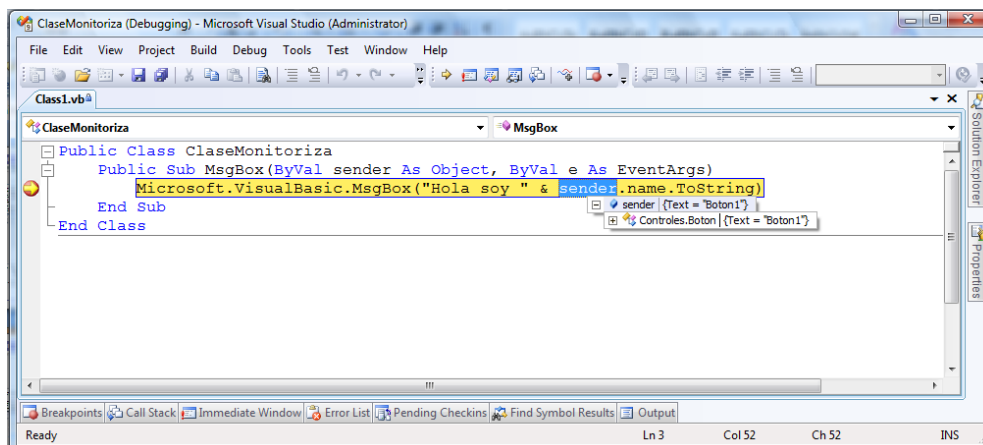 ClaseMonitoriza (Debugging) - Microsoft Visual Studio (Administrator)
File Edit View Project Build Debug Tools Test Window Help
Class1.vb
ClaseMonitoriza MsgBox
Public Class ClaseMonitoriza
Public Sub MsgBox(ByVal sender As Object, ByVal e As EventArgs)
Microsoft.VisualBasic.MsgBox("Hola soy " & sender.name.ToString)
End Sub
sender {Text = "Boton1"}
Controles.Boton {Text = "Boton1"}
End Class
Solution Explorer
Properties
Breakpoints Call Stack Immediate Window Error List Pending Checkins Find Symbol Results Output
Ready Ln 3 Col 52 Ch 52 INS